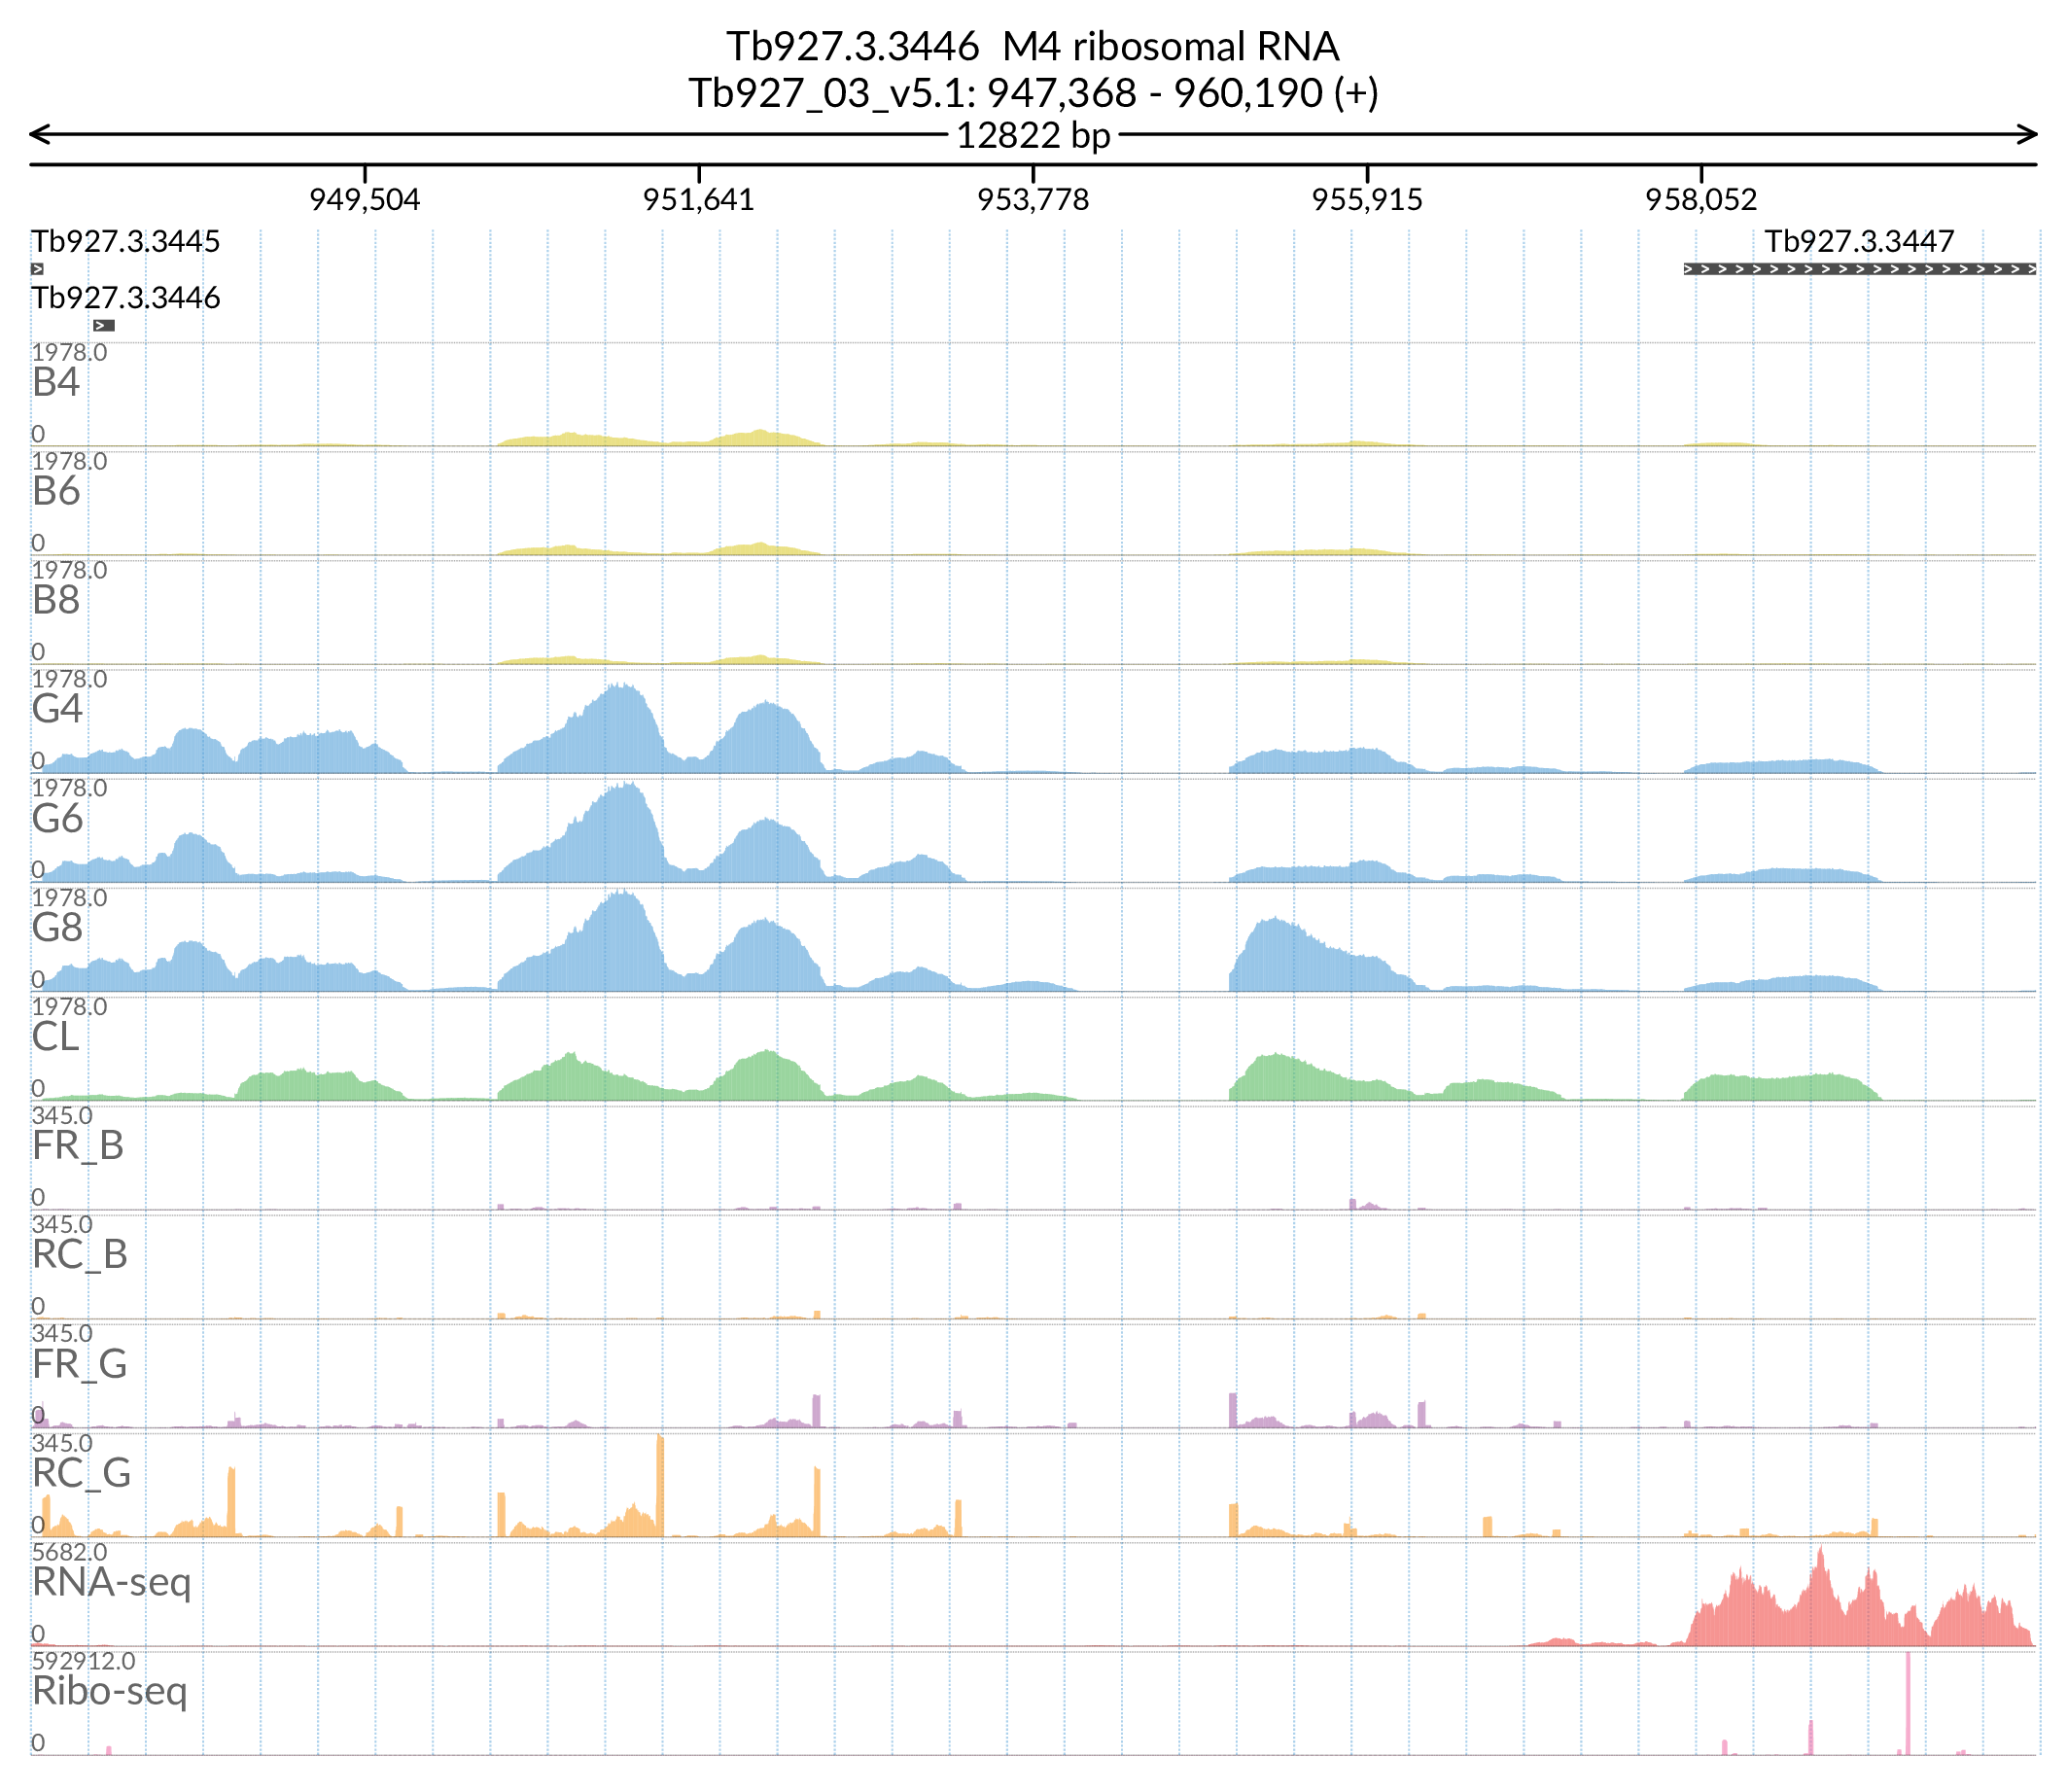 Tb927.3.3446  M4 ribosomal RNA
Tb927_03_v5.1: 947,368 - 960,190 (+)
12822 bp
949,504 951,641 953,778 955,915 958,052
Tb927.3.3445 Tb927.3.3447
Tb927.3.3446
1978.0
B4
0
1978.0
B6
0
1978.0
B8
0
1978.0
G4
0
1978.0
G6
0
1978.0
G8
0
1978.0
CL
0
345.0
FR_B
0
345.0
RC_B
0
345.0
FR_G
0
345.0
RC_G
0
5682.0
RNA-seq
0
592912.0
Ribo-seq
0